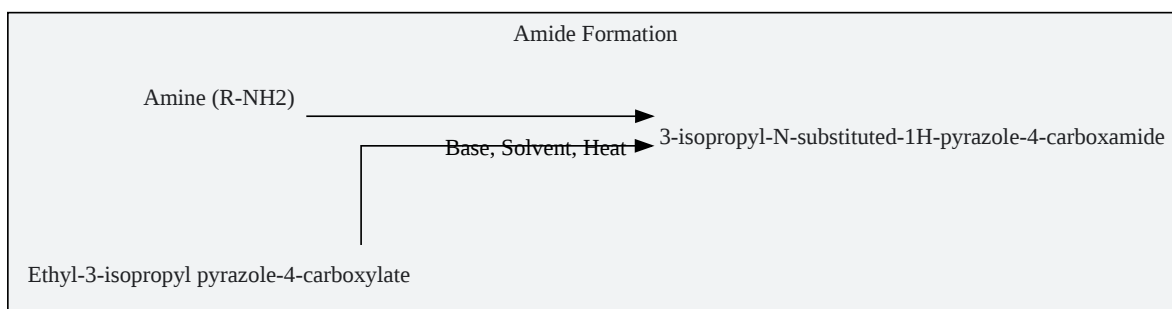 Amide Formation
Amine (R-NH2)
3-isopropyl-N-substituted-1H-pyrazole-4-carboxamide
Base, Solvent, Heat
Ethyl-3-isopropyl pyrazole-4-carboxylate